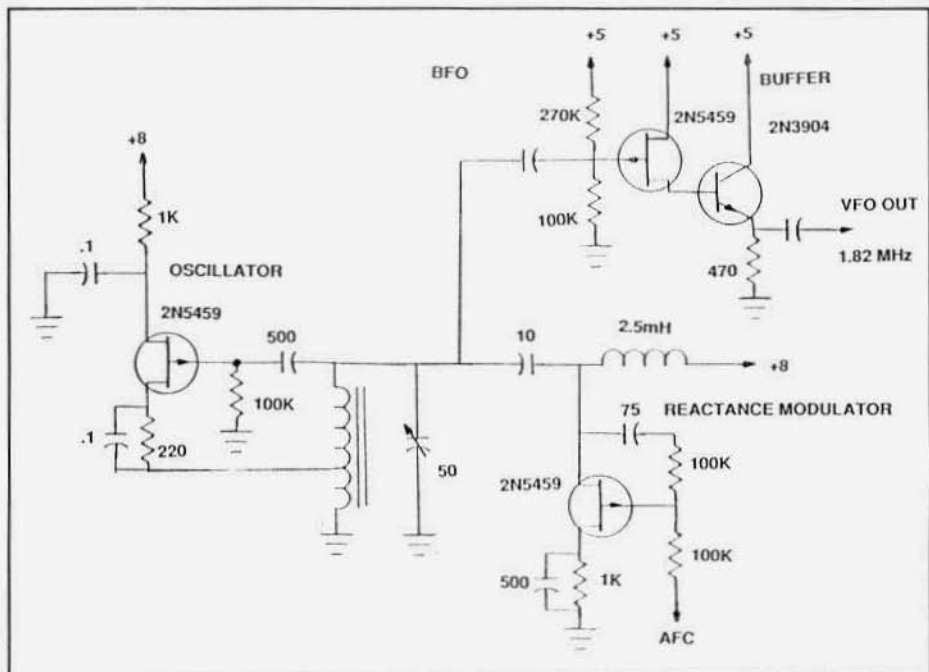 +5
+5
+5
BFO
BUFFER
270K
2N5459
2N3904
+8
1K
100K
VFO OUT
.1
OSCILLATOR
470
1.82 MHz
2N5459
500
10
2.5mH
+8
100K
75
REACTANCE MODULATOR
.1
220
50
2N5459
100K
100K
500
1K
AFC